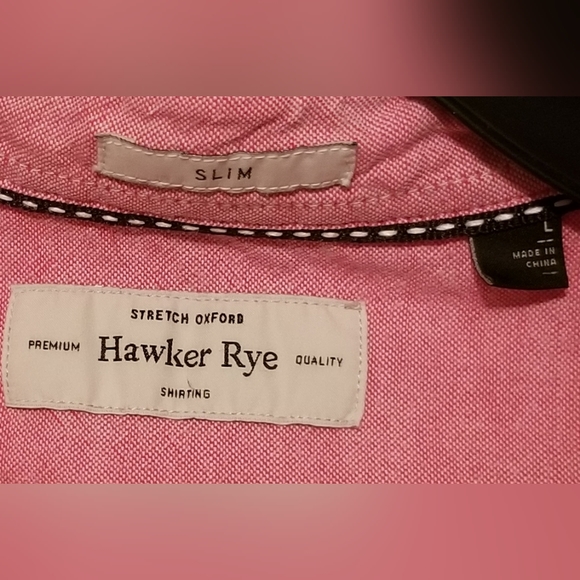 SLIM
L
MADE IN
CHINA
STRETCH OXFORD
PREMIUM Hawker Rye QUALITY
SHIRTING